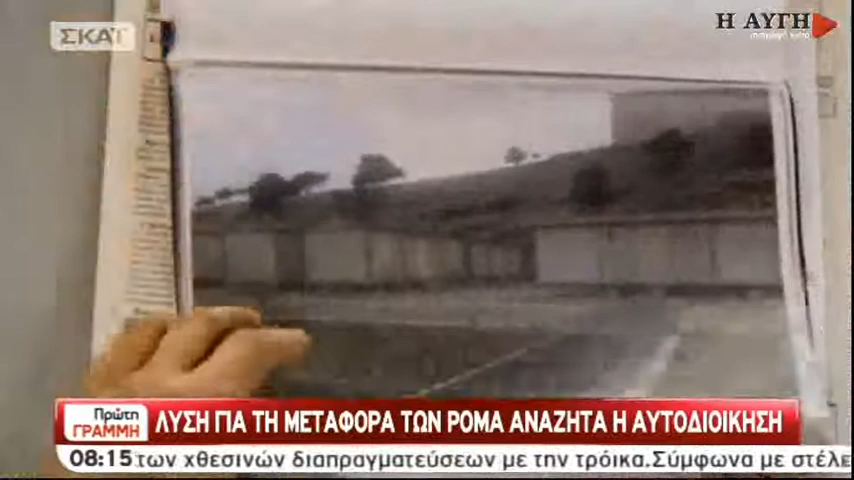 ΣΚΑΪ
Η ΑΥΓΗ
Πρώτη
ΓΡΑΜΜΗ
ΛΥΣΗ ΓΙΑ ΤΗ ΜΕΤΑΦΟΡΑ ΤΩΝ ΡΟΜΑ ΑΝΑΖΗΤΑ Η ΑΥΤΟΔΙΟΙΚΗΣΗ
08:15 των χθεσινών διαπραγματεύσεων με την τρόικα.Σύμφωνα με στέλε